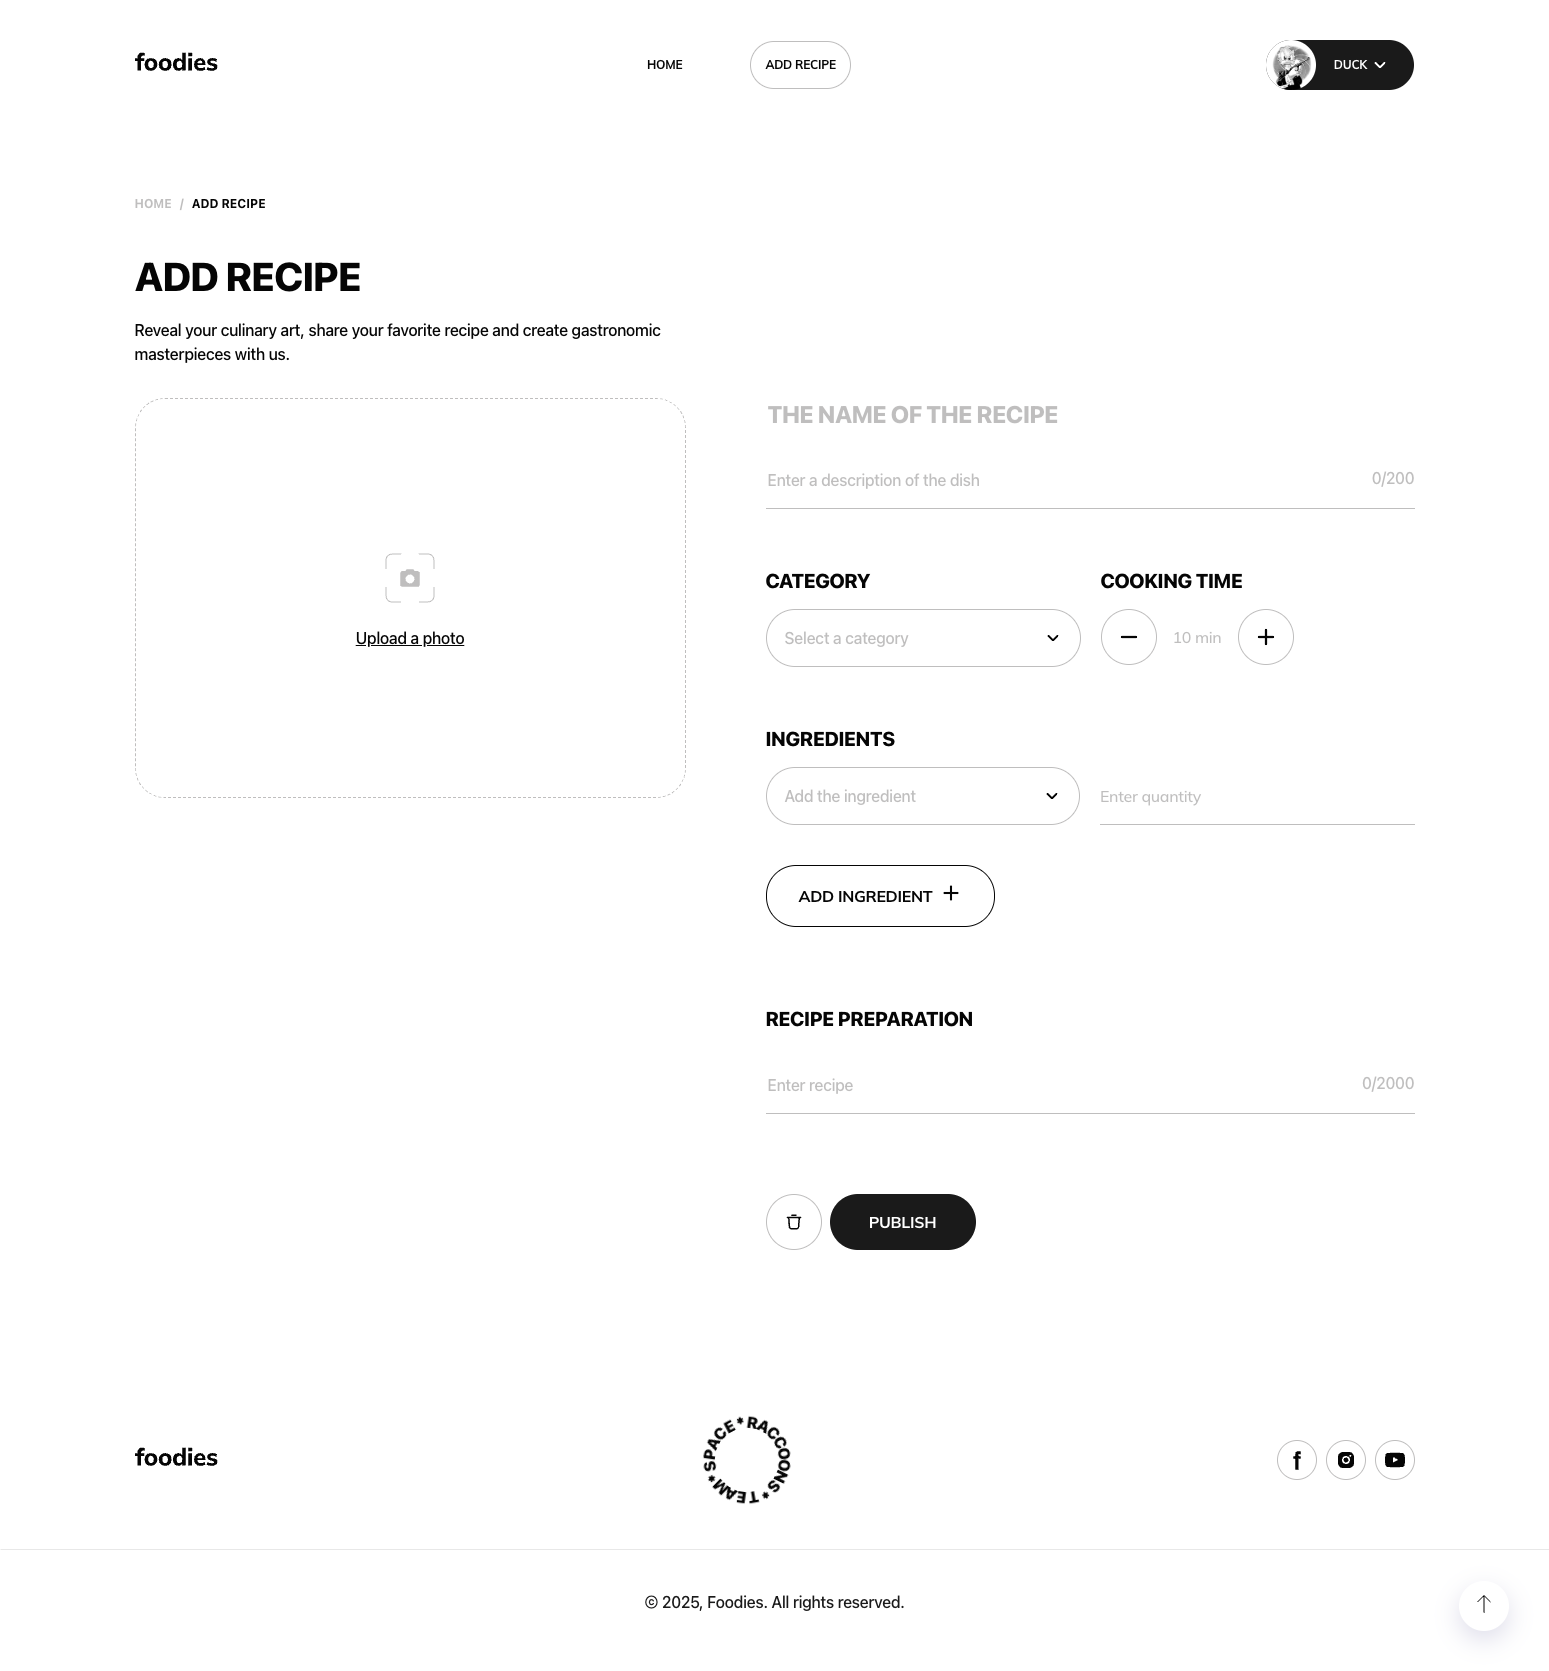 foodies
HOME
ADD RECIPE
DUCK
HOME / ADD RECIPE
ADD RECIPE
Reveal your culinary art, share your favorite recipe and create gastronomic
masterpieces with us.
Upload a photo
THE NAME OF THE RECIPE
Enter a description of the dish 0/200
CATEGORY
Select a category
COOKING TIME
10 min
INGREDIENTS
Add the ingredient
Enter quantity
ADD INGREDIENT +
RECIPE PREPARATION
Enter recipe 0/2000
PUBLISH
foodies
SPACE * RACCOONS * TEAM *
© 2025, Foodies. All rights reserved.